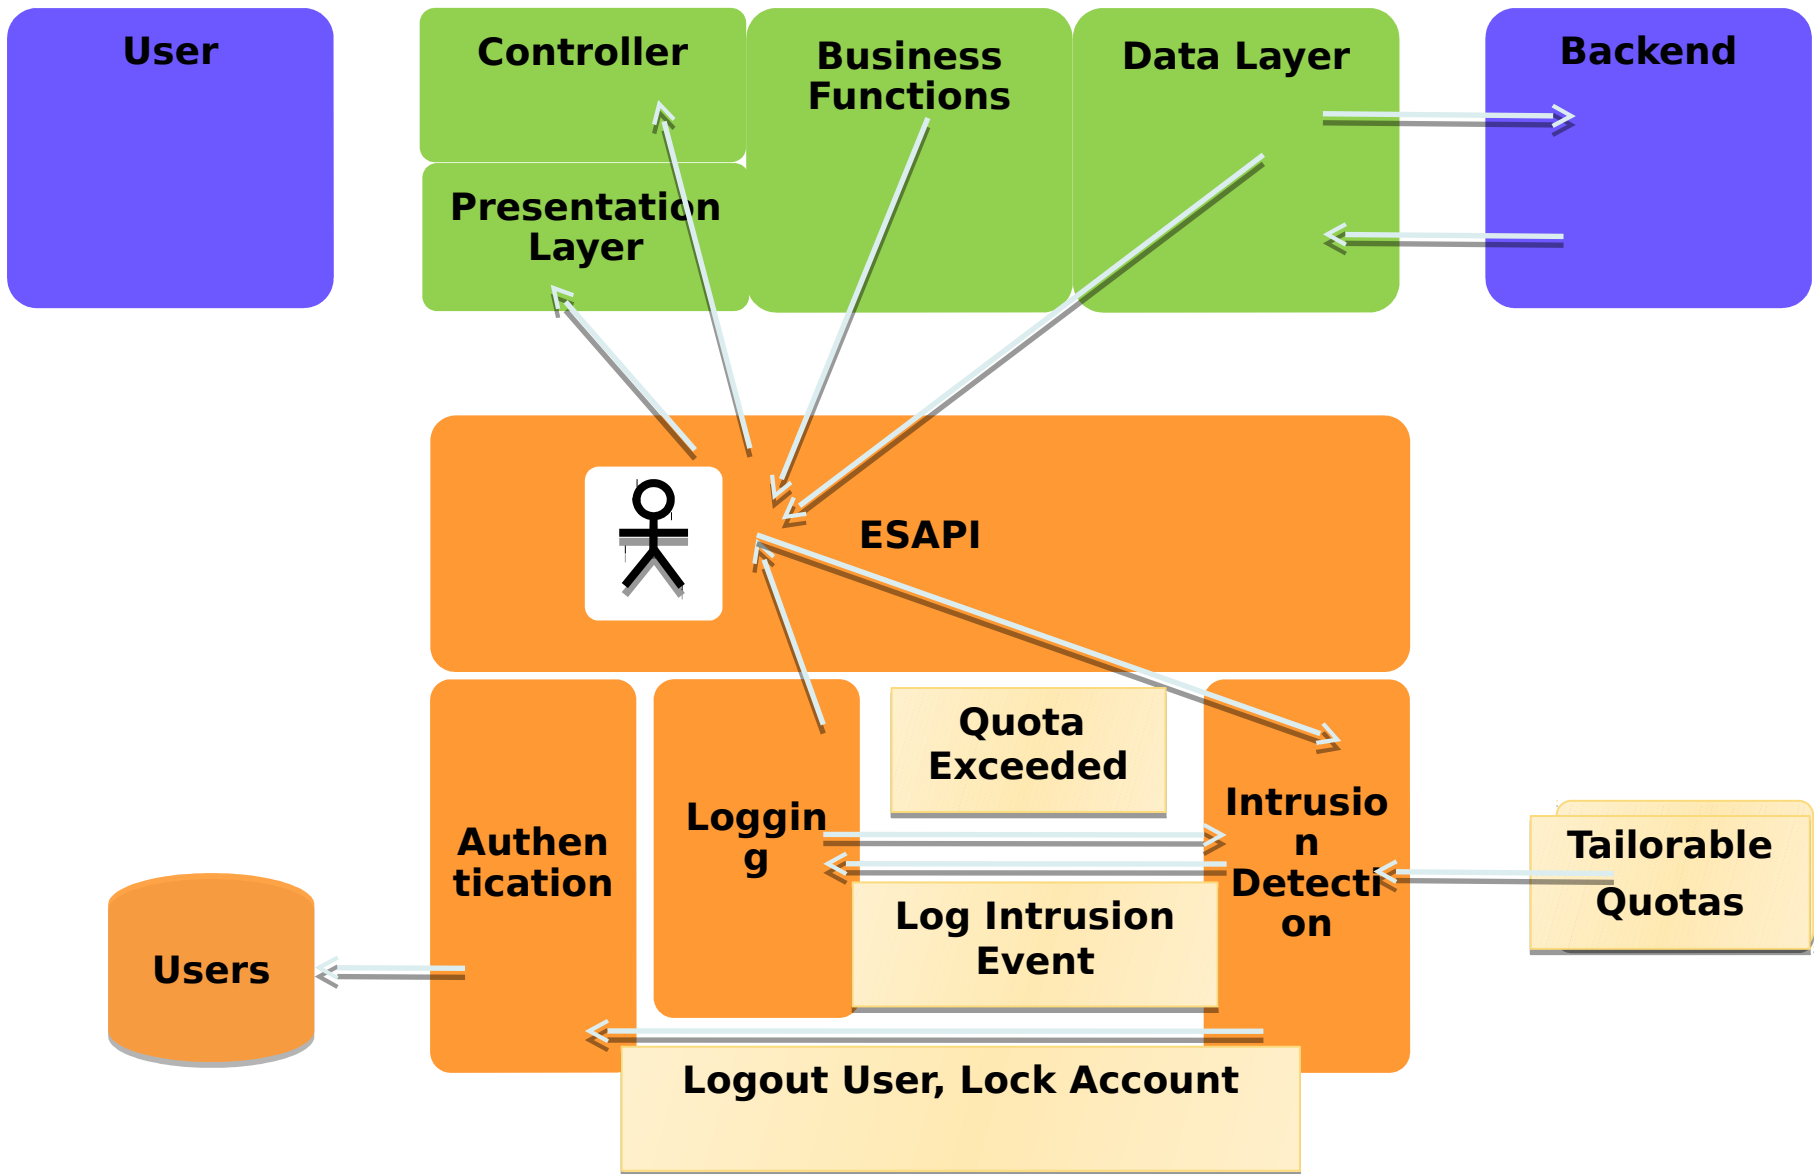 User
Controller
Business
Functions
Data Layer
Backend
Presentation
Layer
ESAPI
Quota
Exceeded
Authen
tication
Loggin
g
Intrusio
n
Detecti
on
Tailorable
Quotas
Log Intrusion
Event
Users
Logout User, Lock Account